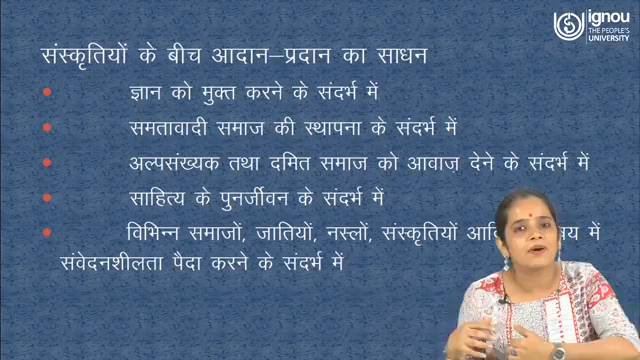 ignou
THE PEOPLE'S
UNIVERSITY
संस्कृतियों के बीच आदान–प्रदान का साधन
ज्ञान को मुक्त करने के संदर्भ में
समतावादी समाज की स्थापना के संदर्भ में
अल्पसंख्यक तथा दमित समाज को आवाज़ देने के संदर्भ में
साहित्य के पुनर्जीवन के संदर्भ में
विभिन्न समाजों, जातियों, नस्लों, संस्कृतियों में
संवेदनशीलता पैदा करने के संदर्भ में